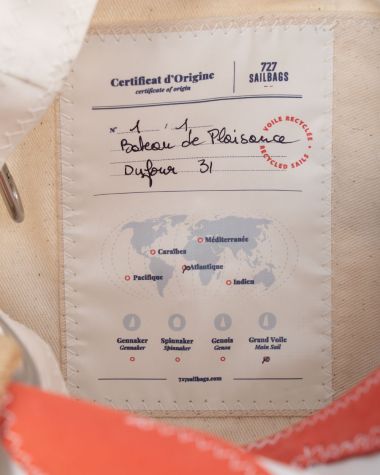 Certificat d'Origine
certificate of origin
727
SAILBAGS
N° 1 / 1
Bateau de Plaisance
Dufour 31
VOILE RECYCLÉE • RECYCLED SAILS •
Méditerranée
Caraïbes
Atlantique
Pacifique
Indien
Gennaker Spinnaker Genois Grand Voile
Gennaker Spinnaker Genoa Main Sail
727sailbags.com